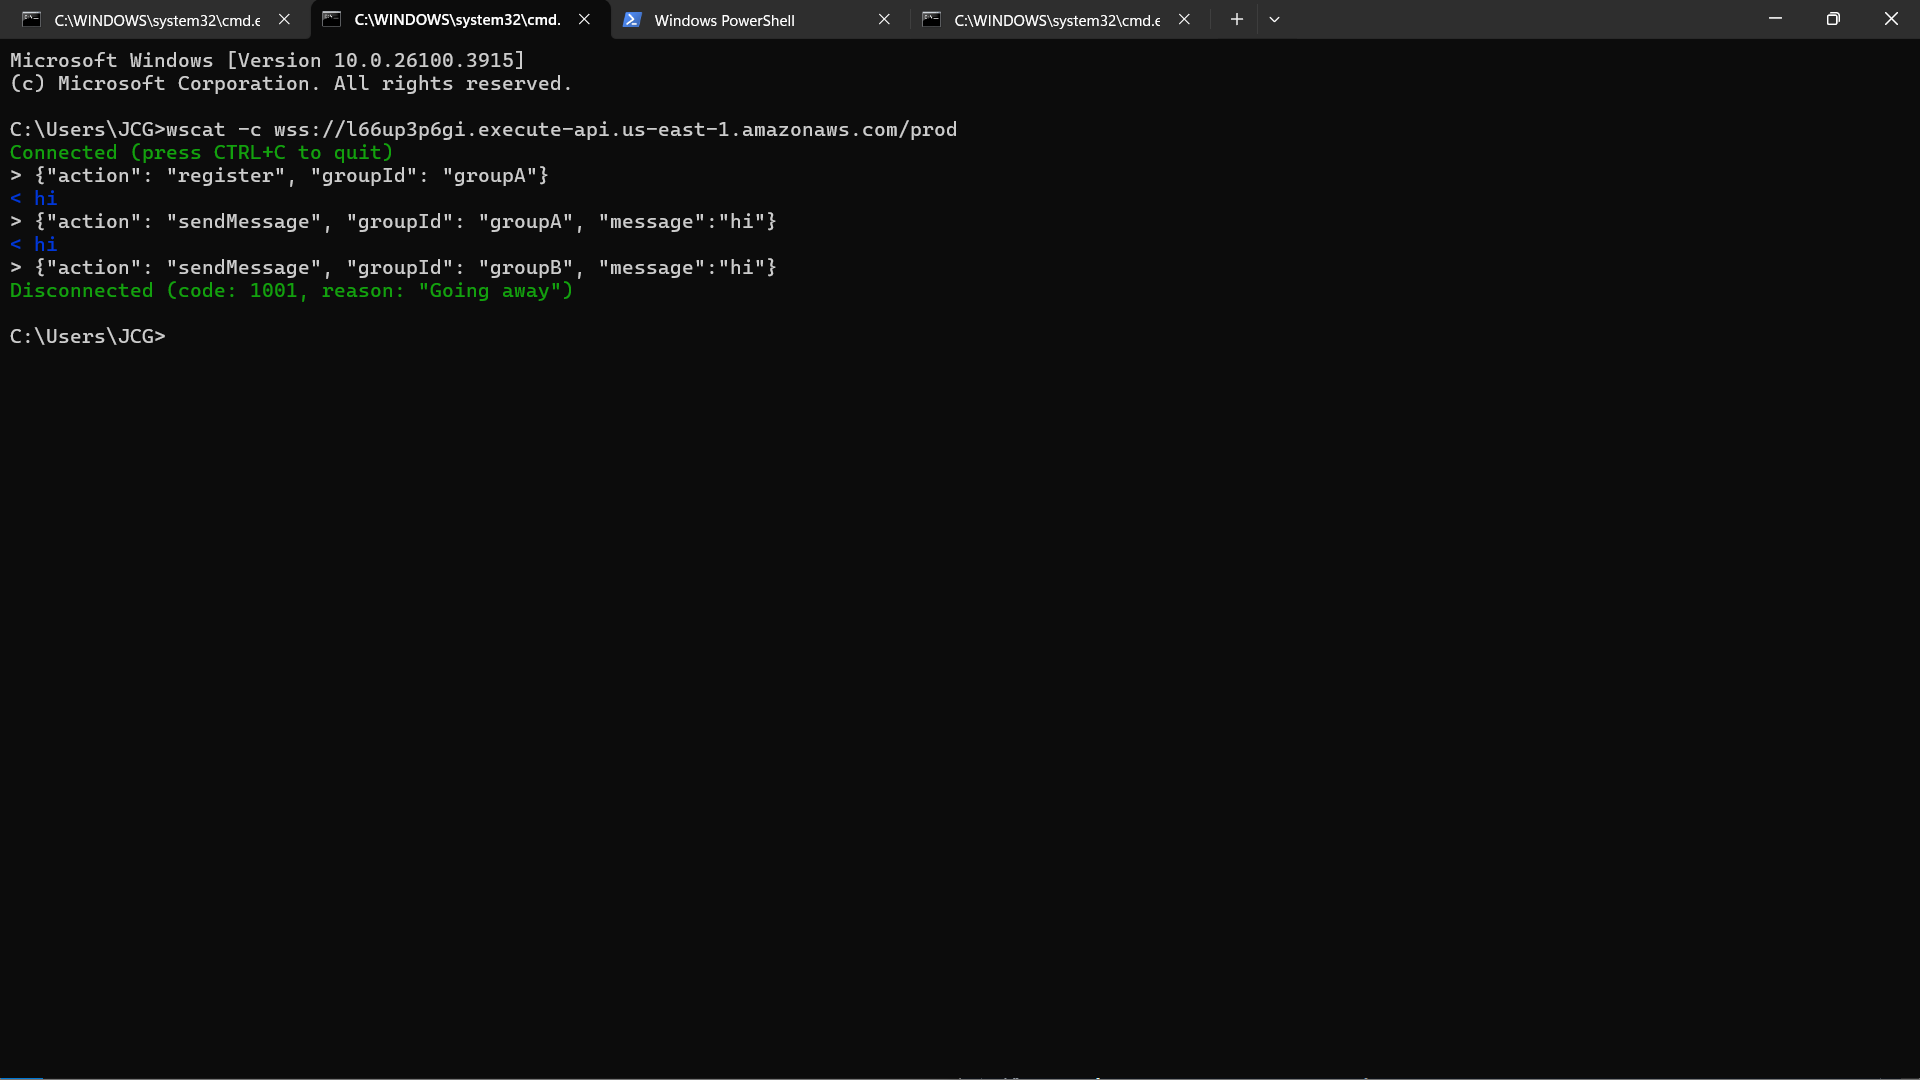 C:\WINDOWS\system32\cmd.e
C:\WINDOWS\system32\cmd.
Windows PowerShell
C:\WINDOWS\system32\cmd.e
Microsoft Windows [Version 10.0.26100.3915]
(c) Microsoft Corporation. All rights reserved.
C:\Users\JCG>wscat -c wss://l66up3p6gi.execute-api.us-east-1.amazonaws.com/prod
Connected (press CTRL+C to quit)
> {"action": "register", "groupId": "groupA"}
< hi
> {"action": "sendMessage", "groupId": "groupA", "message":"hi"}
< hi
> {"action": "sendMessage", "groupId": "groupB", "message":"hi"}
Disconnected (code: 1001, reason: "Going away")
C:\Users\JCG>